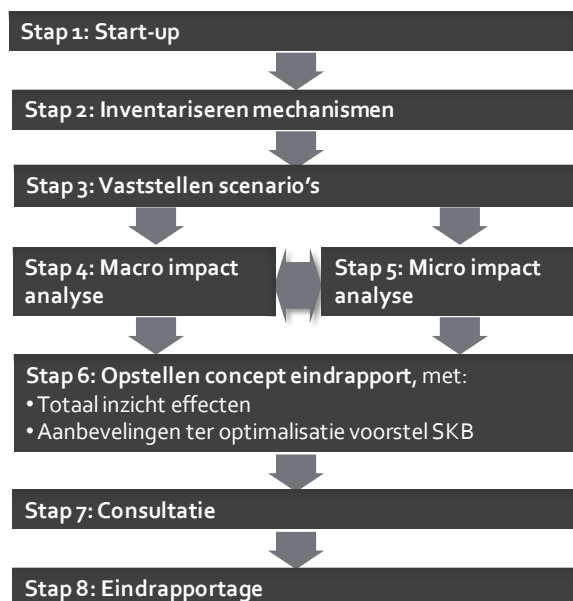 Stap 1: Start-up
Stap 2: Inventariseren mechanismen
Stap 3: Vaststellen scenario's
Stap 4: Macro impact
analyse
Stap 5: Micro impact
analyse
Stap 6: Opstellen concept eindrapport, met:
• Totaal inzicht effecten
• Aanbevelingen ter optimalisatie voorstel SKB
Stap 7: Consultatie
Stap 8: Eindrapportage